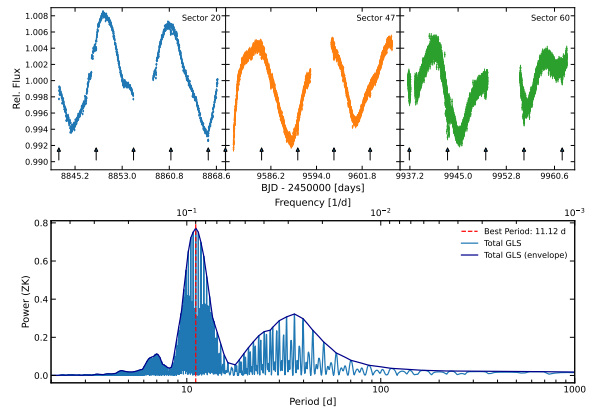 Sector 20
Sector 47
Sector 60
1.008
1.006
1.004
1.002
1.000
0.998
0.996
0.994
0.992
0.990
Rel. Flux
8845.2 8853.0 8860.8 8868.6 9586.2 9594.0 9601.8 9937.2 9945.0 9952.8 9960.6
BJD - 2450000 [days]
Frequency [1/d]
10⁻¹ 10⁻² 10⁻³
Best Period: 11.12 d
Total GLS
Total GLS (envelope)
0.8
0.6
0.4
0.2
0.0
Power (ZK)
10 100 1000
Period [d]